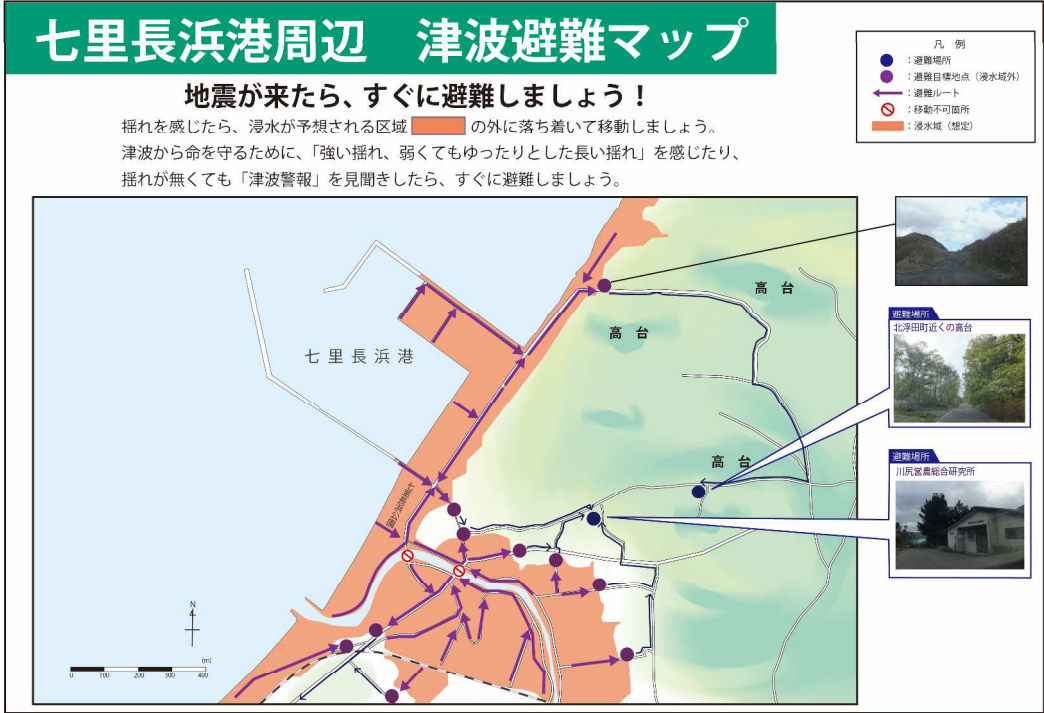 七里長浜港周辺　津波避難マップ
地震が来たら、すぐに避難しましょう！
揺れを感じたら、浸水が予想される区域 の外に落ち着いて移動しましょう。
津波から命を守るために、「強い揺れ、弱くてもゆったりとした長い揺れ」を感じたり、
揺れが無くても「津波警報」を見聞きしたら、すぐに避難しましょう。
凡 例
：避難場所
：避難目標地点（浸水域外）
：避難ルート
：移動不可箇所
：浸水域（想定）
高 台
高 台
七里長浜港
高 台
七里長浜公園
避難場所
北浮田町近くの高台
避難場所
川尻営農総合研究所
N
(m)
0 100 200 300 400